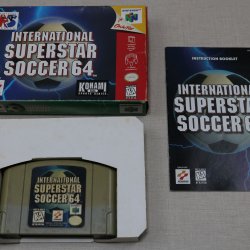 INTERNATIONAL
SUPERSTAR
SOCCER 64
KONAMI
INSTRUCTION BOOKLET
INTERNATIONAL
SUPERSTAR
SOCCER 64
INTERNATIONAL
SUPERSTAR
SOCCER 64